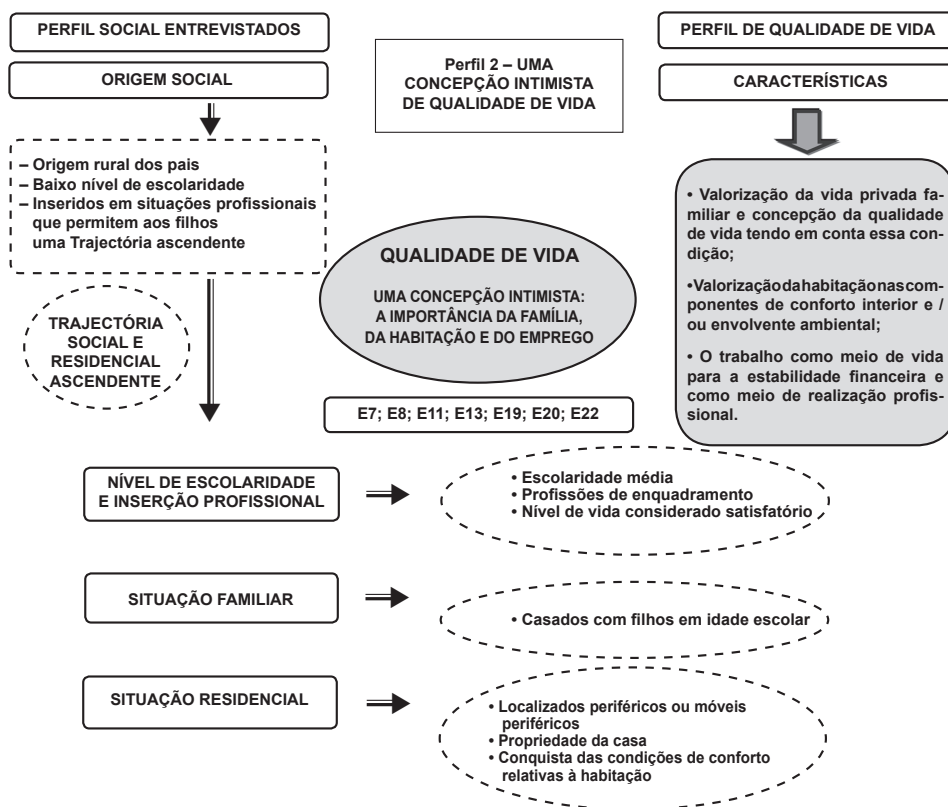 PERFIL SOCIAL ENTREVISTADOS
ORIGEM SOCIAL
– Origem rural dos pais
– Baixo nível de escolaridade
– Inseridos em situações profissionais
que permitem aos filhos
uma Trajectória ascendente
TRAJECTÓRIA
SOCIAL E
RESIDENCIAL
ASCENDENTE
Perfil 2 – UMA
CONCEPÇÃO INTIMISTA
DE QUALIDADE DE VIDA
QUALIDADE DE VIDA
UMA CONCEPÇÃO INTIMISTA:
A IMPORTÂNCIA DA FAMÍLIA,
DA HABITAÇÃO E DO EMPREGO
E7; E8; E11; E13; E19; E20; E22
PERFIL DE QUALIDADE DE VIDA
CARACTERÍSTICAS
• Valorização da vida privada fa-
miliar e concepção da qualidade
de vida tendo em conta essa con-
dição;
•Valorizaçãodahabitaçãonascom-
ponentes de conforto interior e /
ou envolvente ambiental;
• O trabalho como meio de vida
para a estabilidade financeira e
como meio de realização profis-
sional.
NÍVEL DE ESCOLARIDADE
E INSERÇÃO PROFISSIONAL
• Escolaridade média
• Profissões de enquadramento
• Nível de vida considerado satisfatório
SITUAÇÃO FAMILIAR
• Casados com filhos em idade escolar
SITUAÇÃO RESIDENCIAL
• Localizados periféricos ou móveis
periféricos
• Propriedade da casa
• Conquista das condições de conforto
relativas à habitação